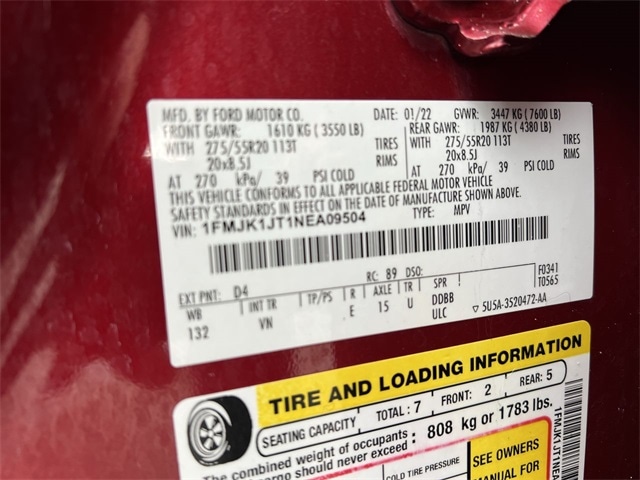 MFD. BY FORD MOTOR CO.
DATE: 01/22 GVWR: 3447 KG (7600 LB)
FRONT GAWR: 1610 KG (3550 LB) REAR GAWR: 1987 KG (4380 LB)
WITH 275/55R20 113T TIRES WITH 275/55R20 113T TIRES
20x8.5J RIMS 20x8.5J RIMS
AT 270 kPa/ 39 PSI COLD AT 270 kPa/ 39 PSI COLD
THIS VEHICLE CONFORMS TO ALL APPLICABLE FEDERAL MOTOR VEHICLE
SAFETY STANDARDS IN EFFECT ON THE DATE OF MANUFACTURE SHOWN ABOVE.
VIN: 1FMJK1JT1NEA09504 TYPE: MPV
F0341
T0565
RC: 89 DSO:
EXT PNT: D4
WB INT TR TP/PS R AXLE TR SPR
132 VN E 15 U DDBB
ULC ▽ 5U5A-3520472-AA
TIRE AND LOADING INFORMATION
SEATING CAPACITY TOTAL: 7 FRONT: 2 REAR: 5
The combined weight of occupants
cargo should never exceed : 808 kg or 1783 lbs.
COLD TIRE PRESSURE
SEE OWNERS
MANUAL FOR
1FMJK1JT1NEA